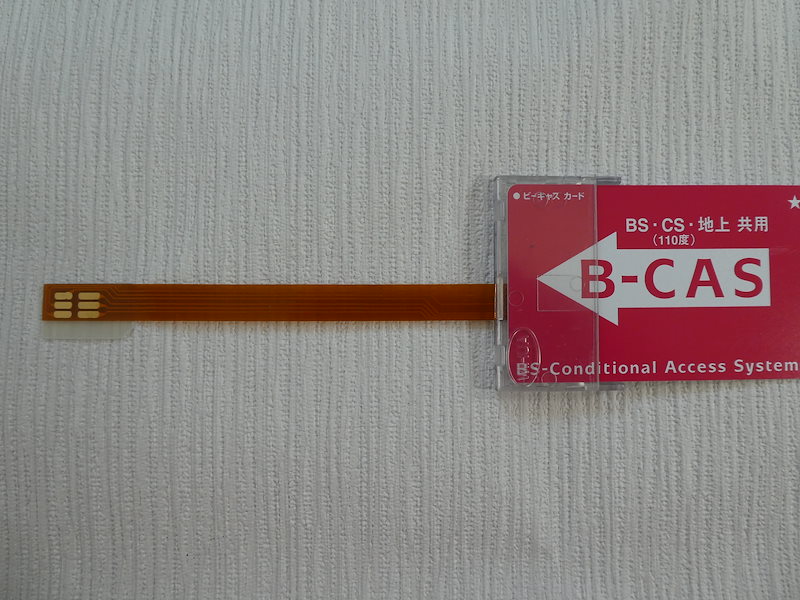 ●ビーキャス カード
BS・CS・地上 共用
(110度)
B-CAS
BS-Conditional Access System